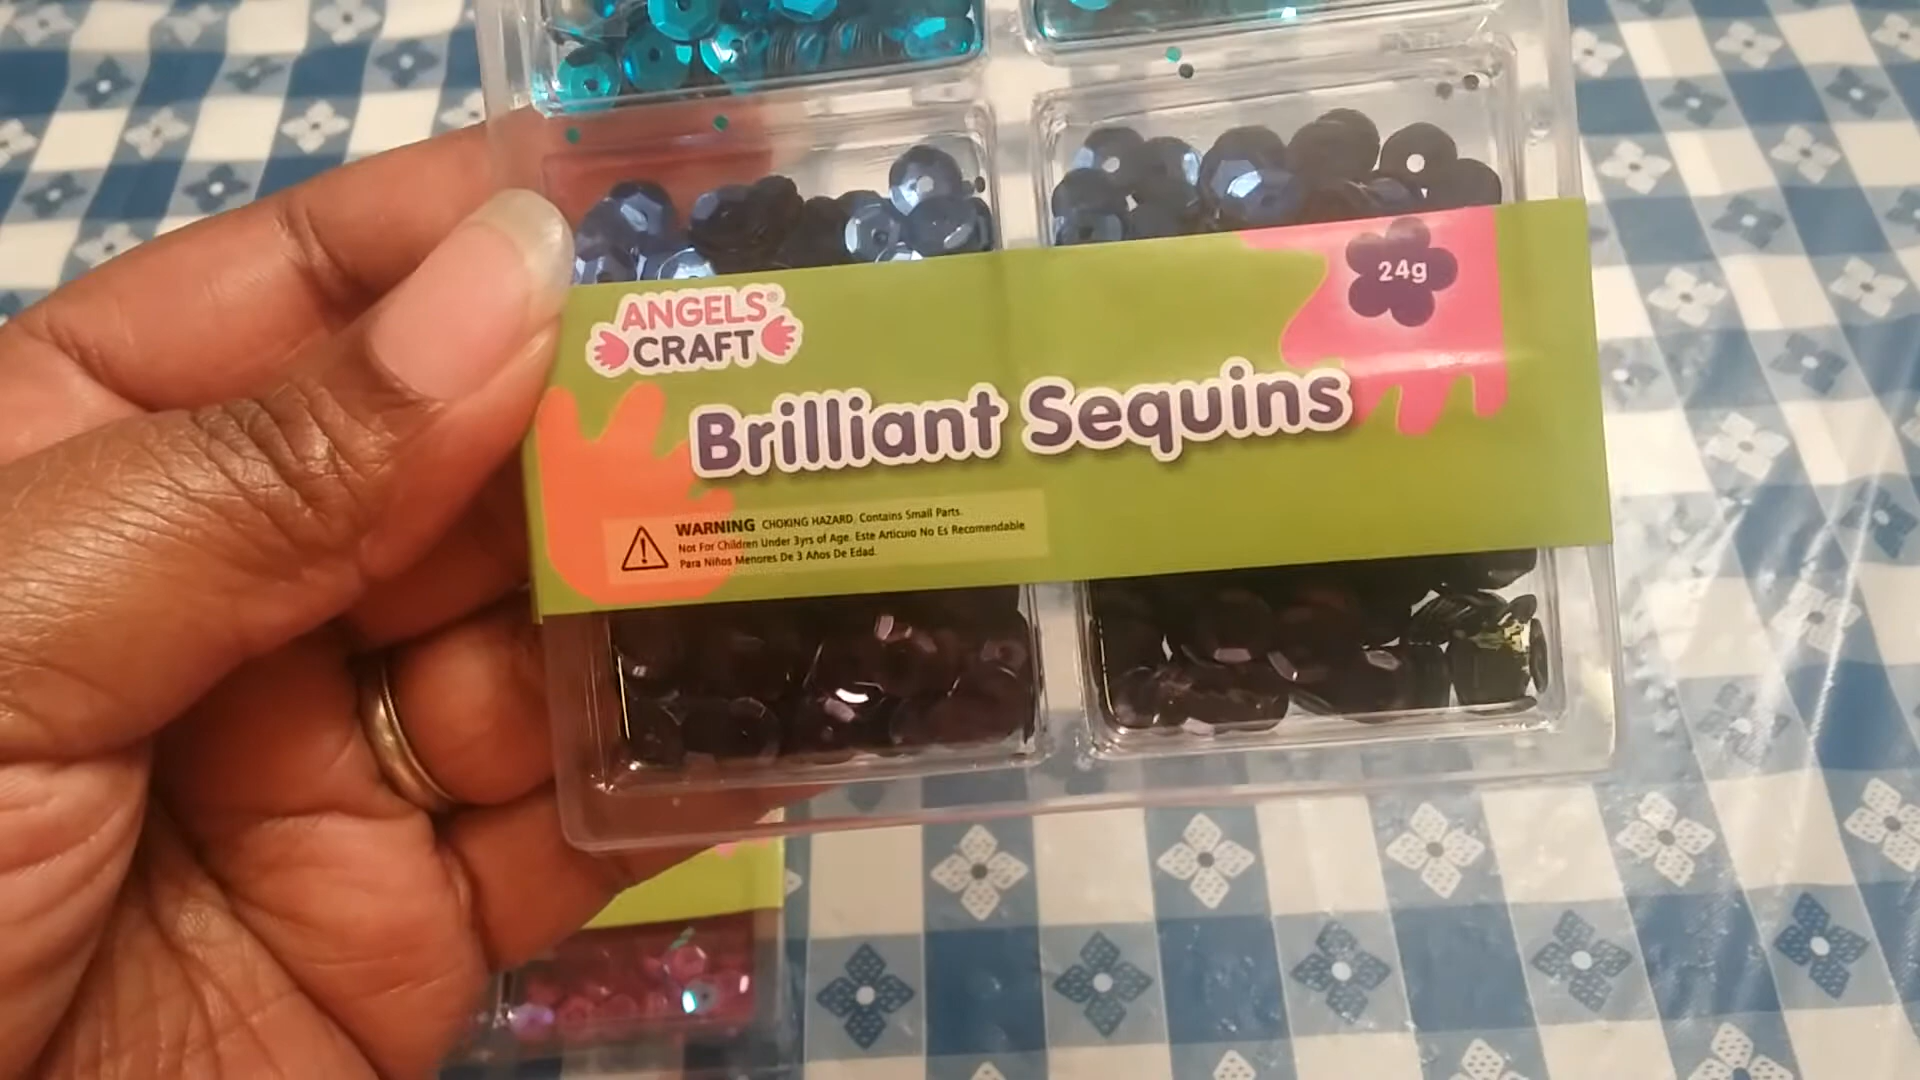 24g
ANGELS®
CRAFT
Brilliant Sequins
WARNING CHOKING HAZARD. Contains Small Parts.
Not For Children Under 3yrs of Age. Este Articulo No Es Recomendable
Para Niños Menores De 3 Años De Edad.